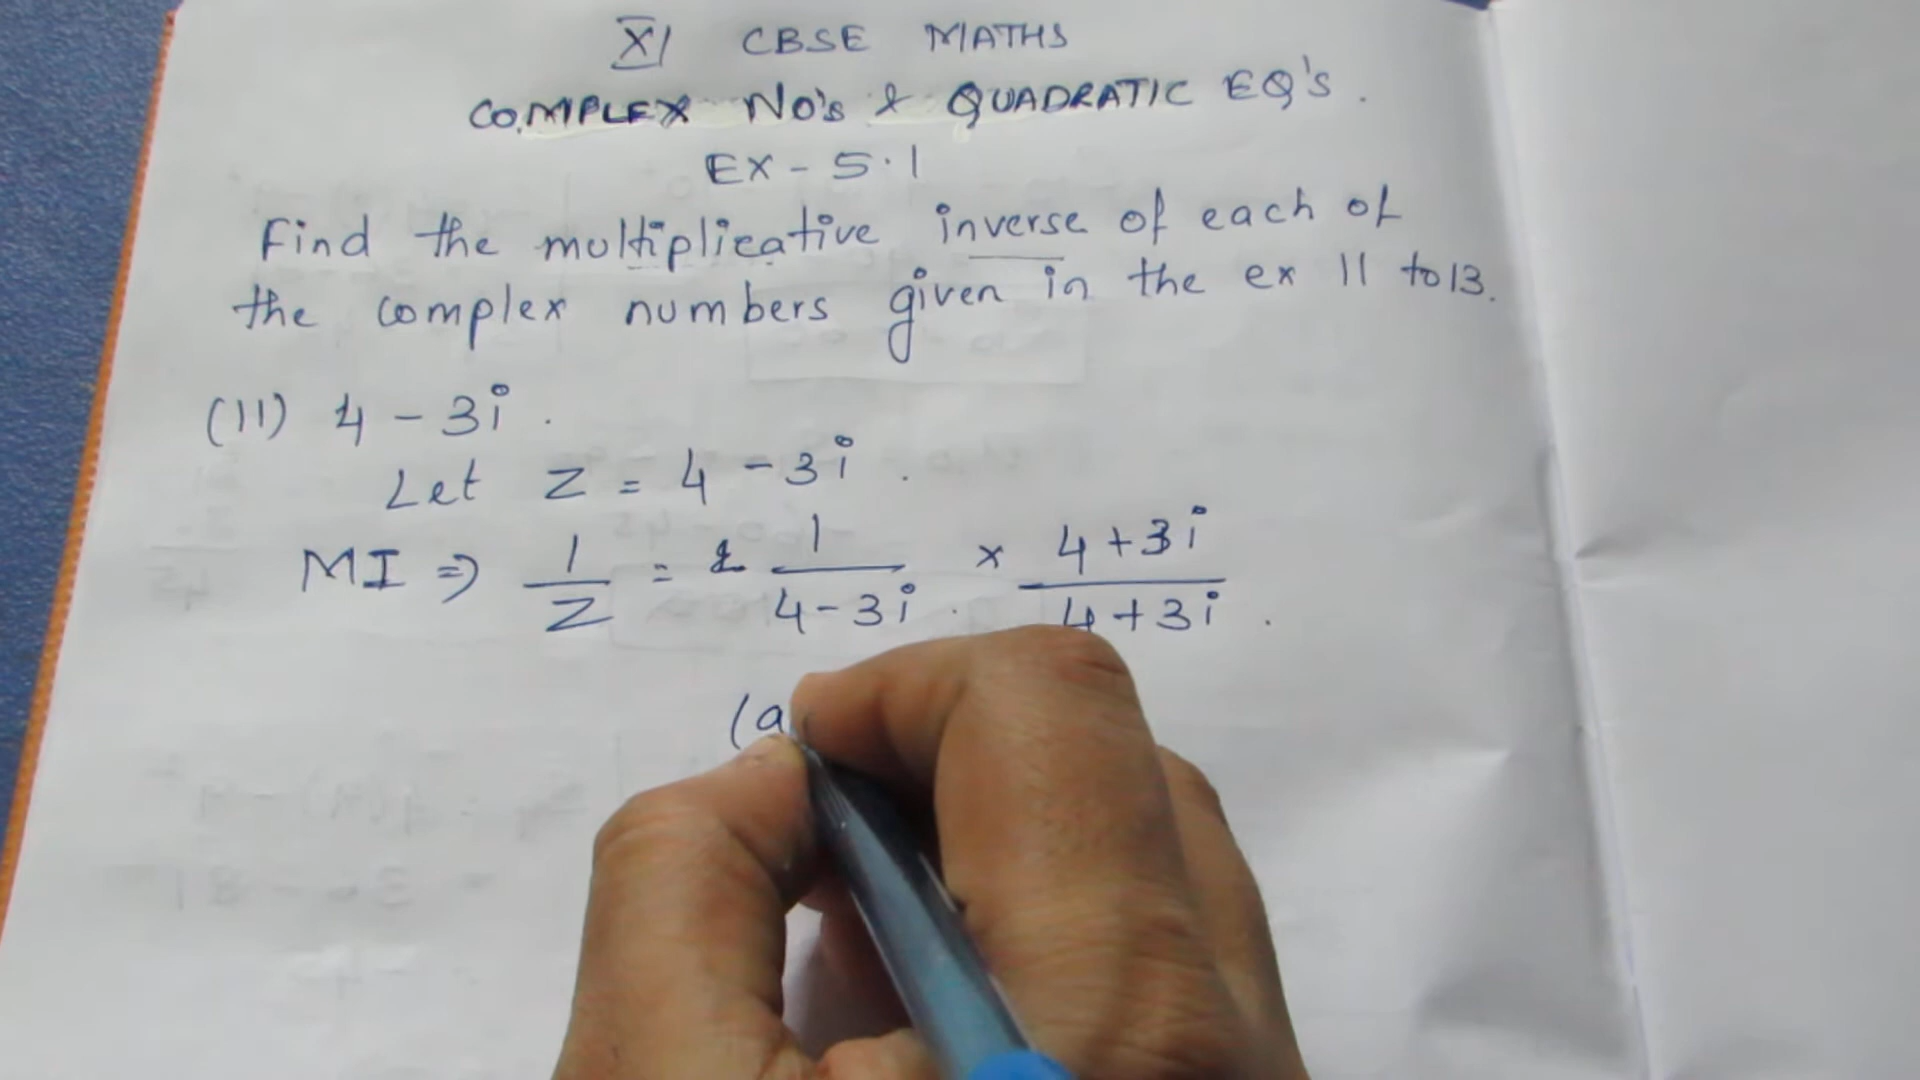 XI CBSE MATHS
COMPLEX NO's & QUADRATIC EQ's.
EX - 5.1
Find the multiplicative inverse of each of
the complex numbers given in the ex 11 to 13.
(11) 4 - 3i.
Let z = 4 - 3i.
MI ⇒ 1/z = 1/(4-3i) × (4+3i)/(4+3i).
(a